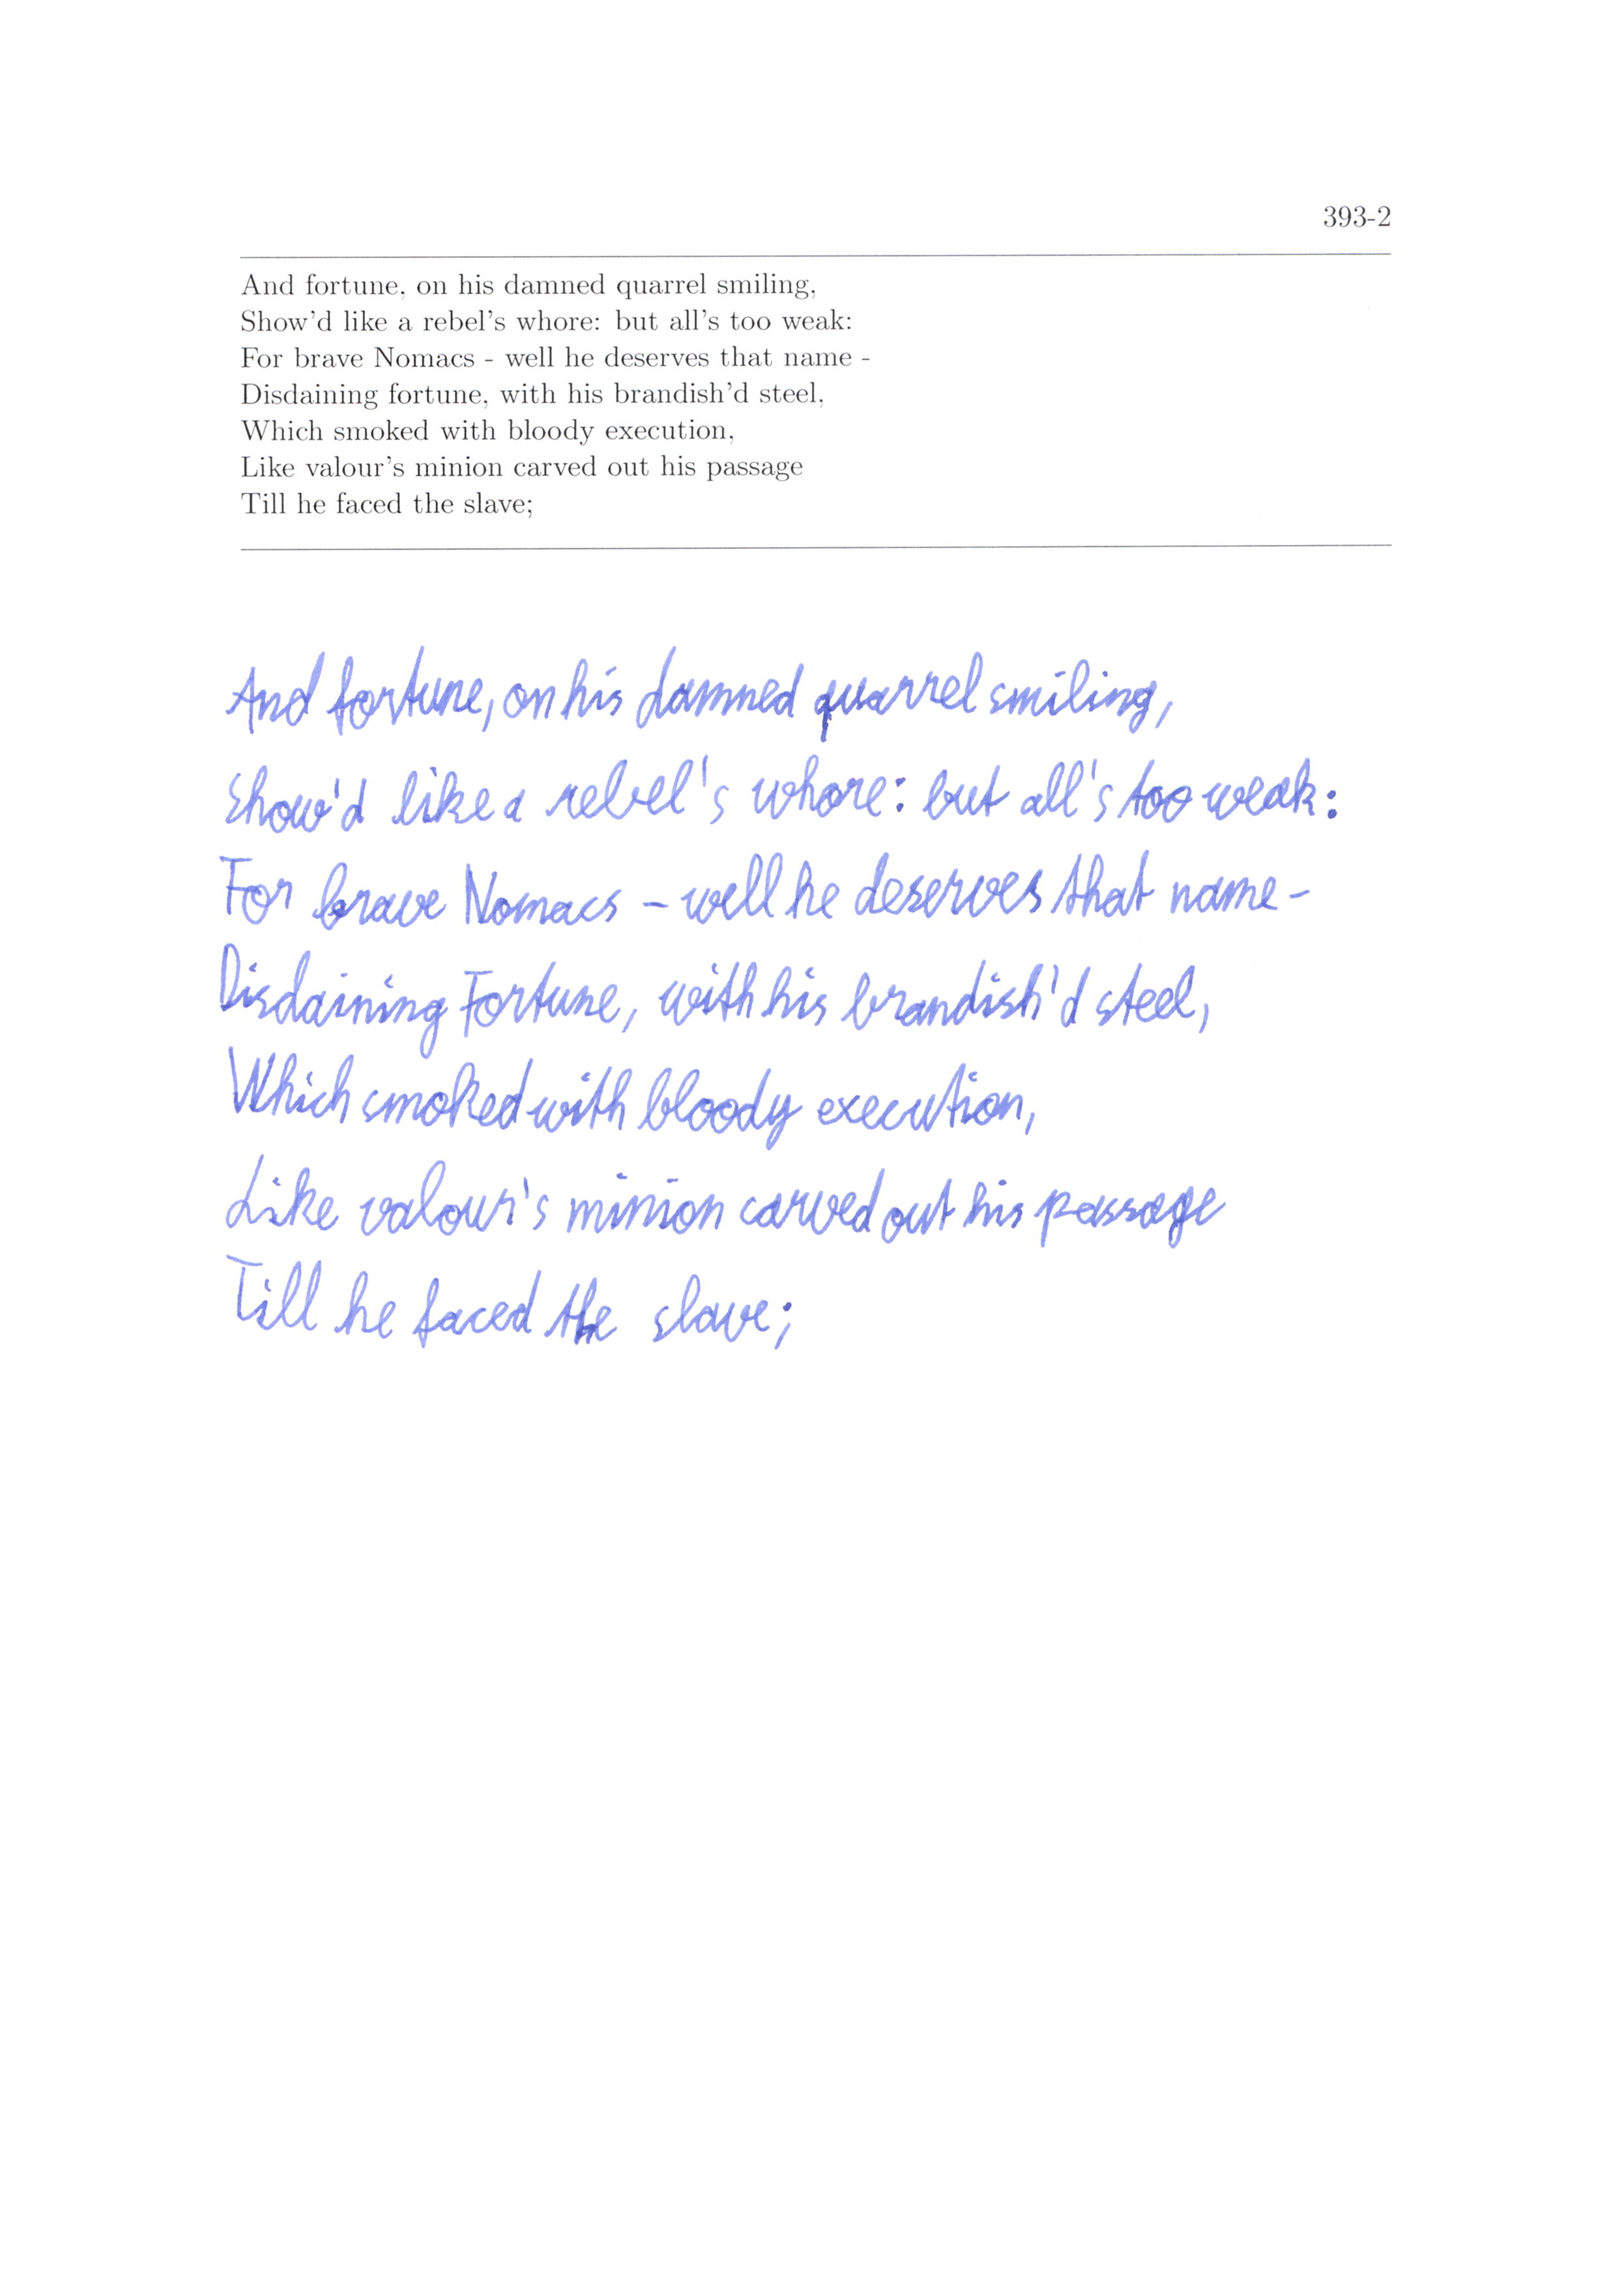 393-2
And fortune, on his damned quarrel smiling,
Show'd like a rebel's whore: but all's too weak:
For brave Nomacs - well he deserves that name -
Disdaining fortune, with his brandish'd steel,
Which smoked with bloody execution,
Like valour's minion carved out his passage
Till he faced the slave;
And fortune, on his damned quarrel smiling,
Show'd like a rebel's whore: but all's too weak:
For brave Nomacs - well he deserves that name -
Disdaining Fortune, with his brandish'd steel,
Which smoked with bloody execution,
Like valour's minion carved out his passage
Till he faced the slave;